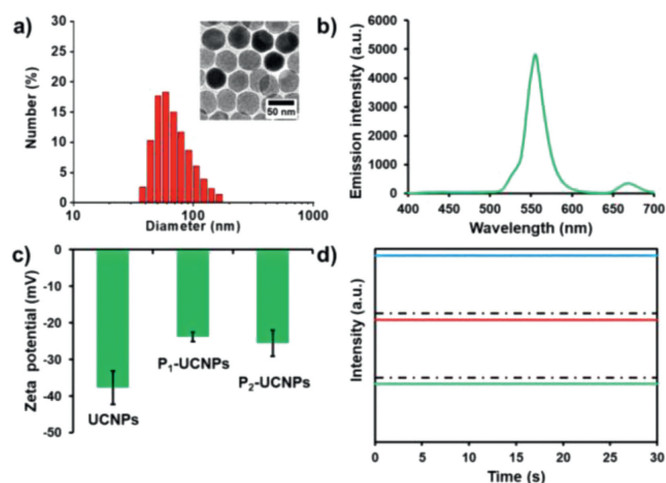 a)
Number (%)
30
25
20
15
10
5
0
10
100
1000
Diameter (nm)
50 nm
b)
Emission intensity (a.u.)
6000
5000
4000
3000
2000
1000
0
400
450
500
550
600
650
700
Wavelength (nm)
c)
Zeta potential (mV)
0
-10
-20
-30
-40
-50
UCNPs
P₁-UCNPs
P₂-UCNPs
d)
Intensity (a.u.)
0
5
10
15
20
25
30
Time (s)